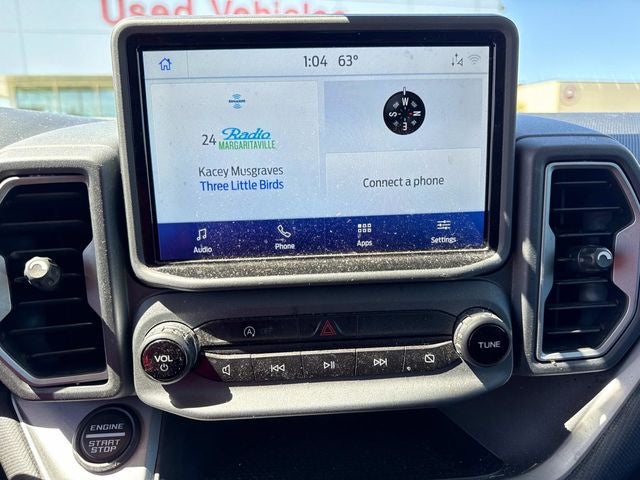 Used Vehicles
1:04 63°
SiriusXM
24 Radio
MARGARITAVILLE
Kacey Musgraves
Three Little Birds
W
S N
E
Connect a phone
Audio Phone Apps Settings
A
VOL
TUNE
ENGINE
START
STOP